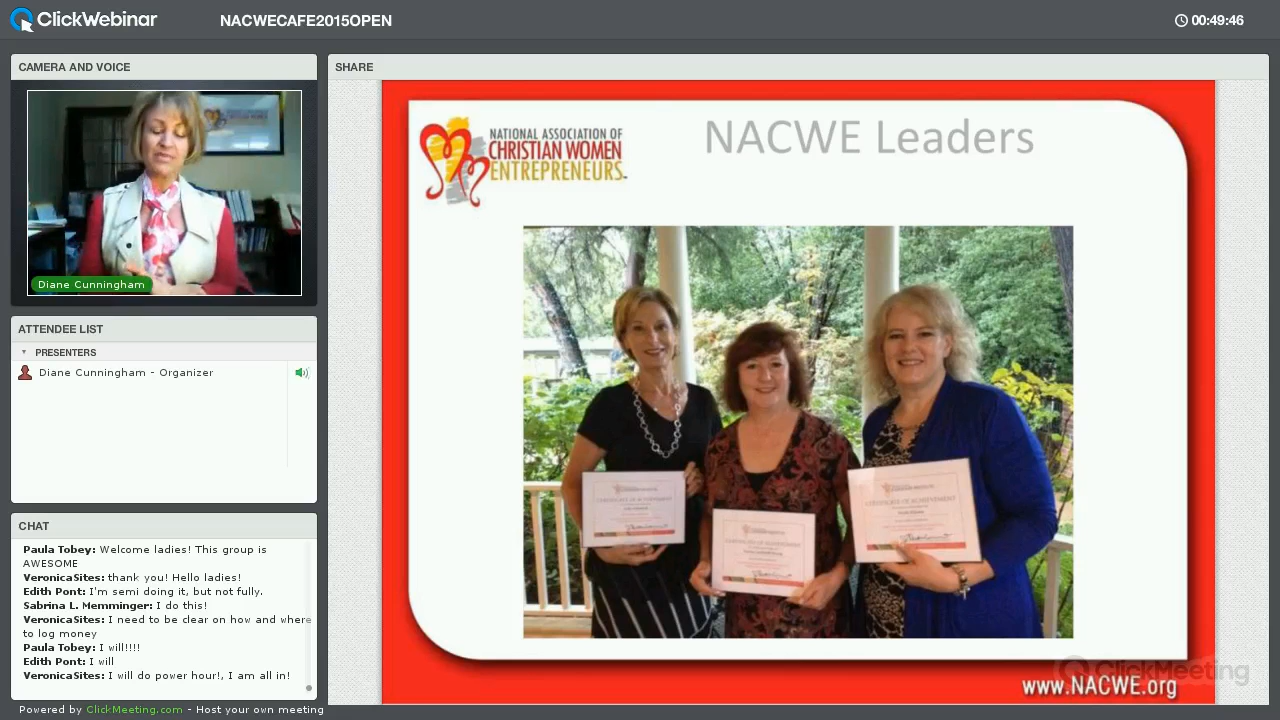 ClickWebinar
NACWECAFE2015OPEN
00:49:46
CAMERA AND VOICE
Diane Cunningham
ATTENDEE LIST
PRESENTERS
Diane Cunningham - Organizer
CHAT
Paula Tobey: Welcome ladies! This group is
AWESOME
thank you! Hello ladies!
Edith Pont: I'm semi doing it, but not fully,
Sabrina L. Memminger: I do this!
I need to be clear on how and where
to log money
Paula Tobey: I will!!!!
Edith Pont: I will
I will do power hour!, I am all in!
Powered by ClickMeeting.com - Host your own meeting
SHARE
NATIONAL ASSOCIATION OF
CHRISTIAN WOMEN
ENTREPRENEURS
NACWE Leaders
CERTIFICATE OF ACHIEVEMENT
ClickMeeting
www.NACWE.org